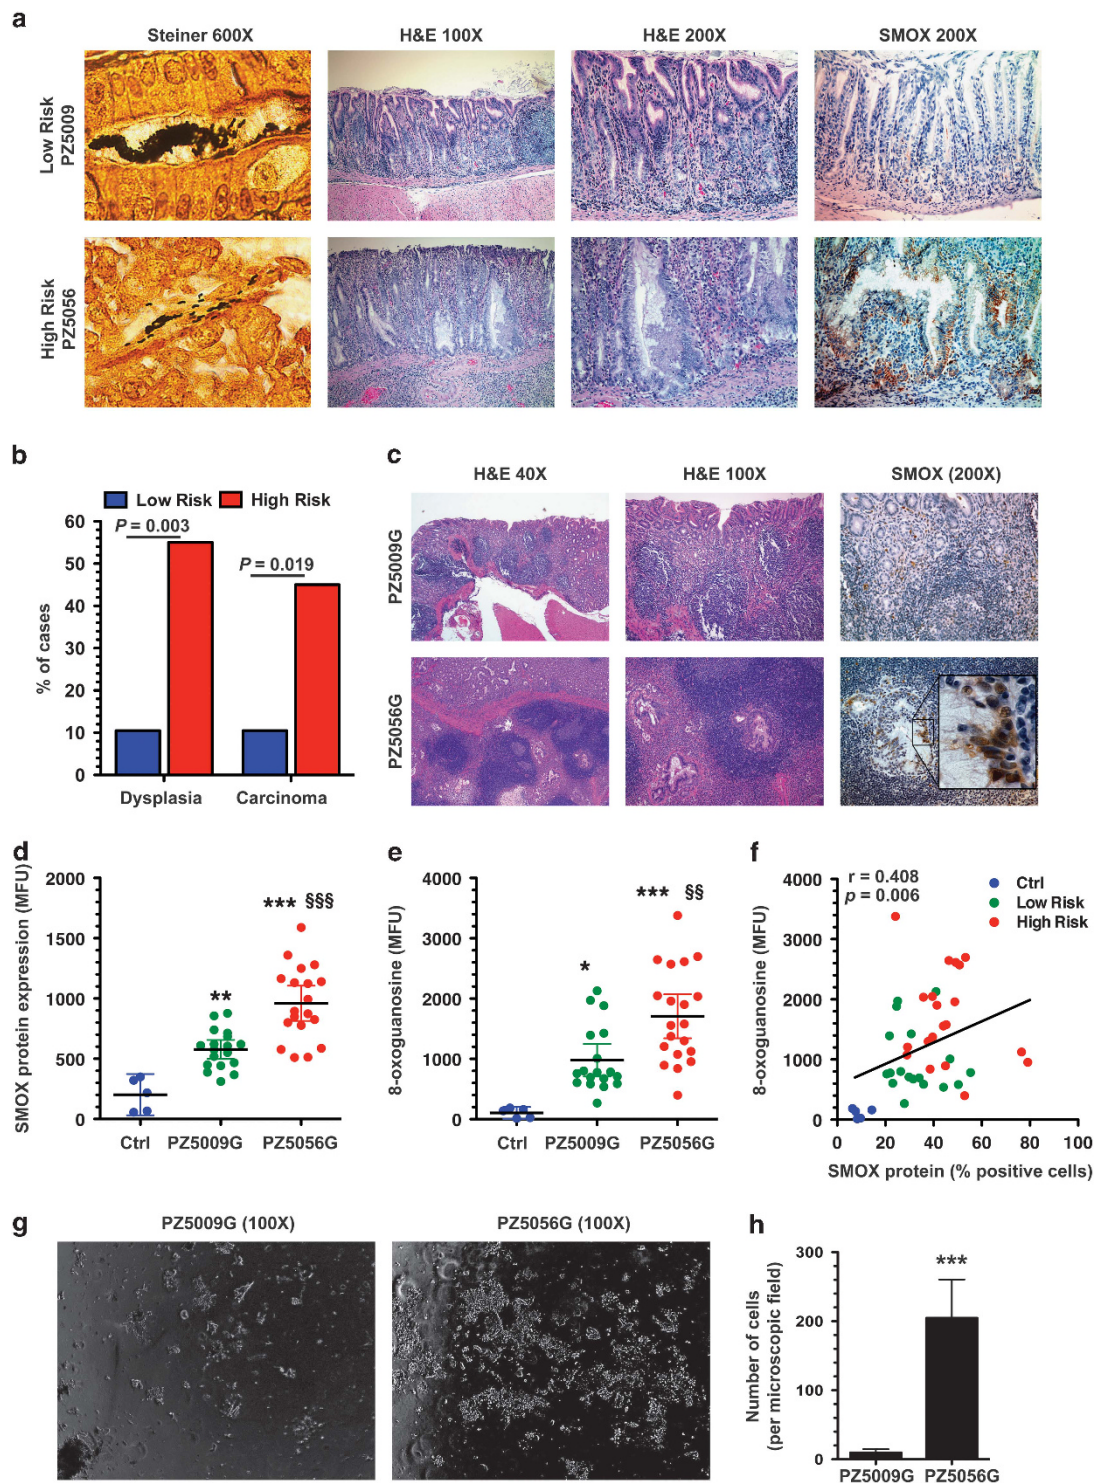 a
Steiner 600X
H&E 100X
H&E 200X
SMOX 200X
Low Risk
PZ5009
High Risk
PZ5056
b
Low Risk
High Risk
P = 0.003
P = 0.019
% of cases
60
50
40
30
20
10
0
Dysplasia
Carcinoma
c
H&E 40X
H&E 100X
SMOX (200X)
PZ5009G
PZ5056G
d
SMOX protein expression (MFU)
2000
1500
1000
500
0
**
*** §§§
Ctrl
PZ5009G
PZ5056G
e
8-oxoguanosine (MFU)
4000
3000
2000
1000
0
*
*** §§
Ctrl
PZ5009G
PZ5056G
f
8-oxoguanosine (MFU)
4000
3000
2000
1000
0
r = 0.408
p = 0.006
Ctrl
Low Risk
High Risk
0
20
40
60
80
100
SMOX protein (% positive cells)
g
PZ5009G (100X)
PZ5056G (100X)
h
Number of cells
(per microscopic field)
300
200
100
0
***
PZ5009G
PZ5056G